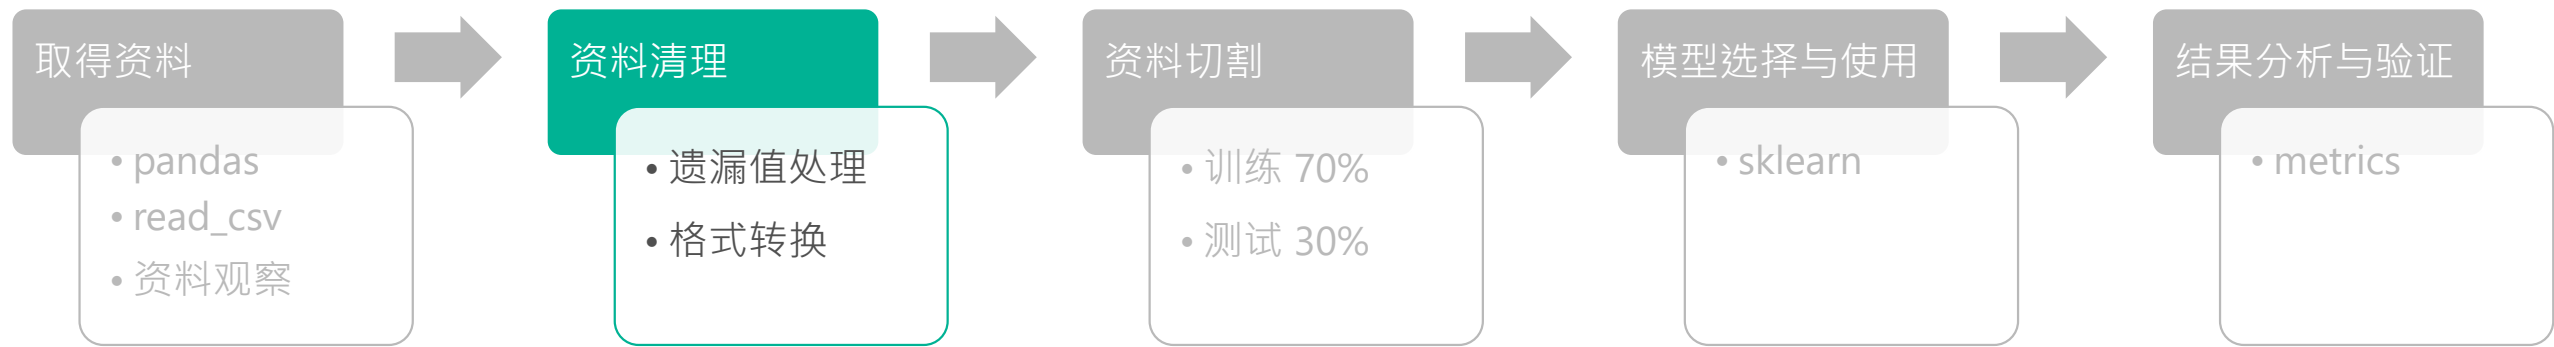 取得资料
• pandas
• read_csv
• 资料观察
资料清理
• 遗漏值处理
• 格式转换
资料切割
• 训练 70%
• 测试 30%
模型选择与使用
• sklearn
结果分析与验证
• metrics